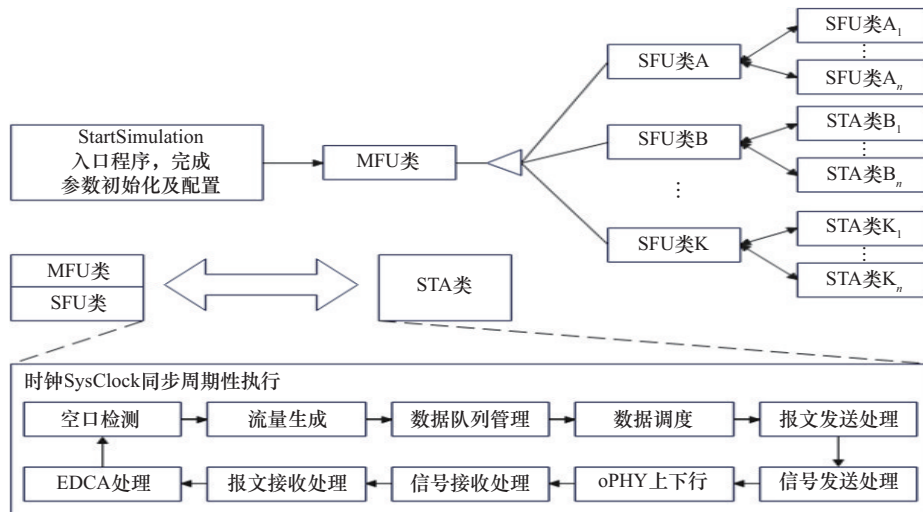 SFU类A₁
⋮
SFU类Aₙ
SFU类A
StartSimulation
入口程序，完成
参数初始化及配置
MFU类
SFU类B
STA类B₁
⋮
STA类Bₙ
⋮
SFU类K
STA类K₁
⋮
STA类Kₙ
MFU类
SFU类
STA类
时钟SysClock同步周期性执行
空口检测
流量生成
数据队列管理
数据调度
报文发送处理
EDCA处理
报文接收处理
信号接收处理
oPHY上下行
信号发送处理